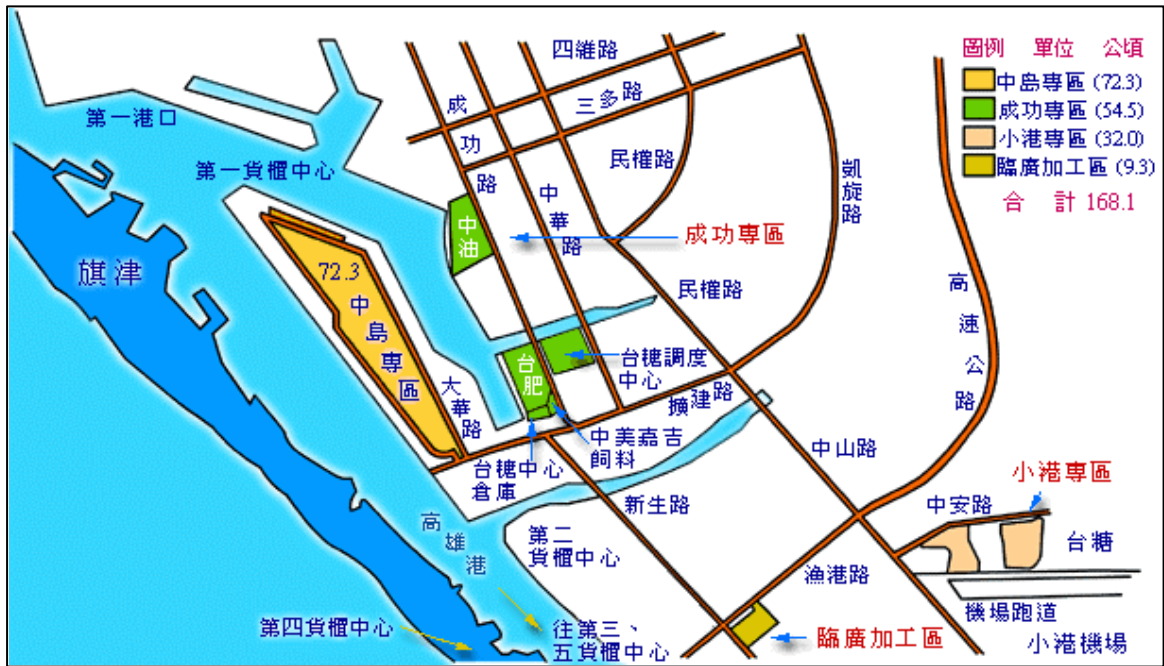 圖例 單位 公頃
中島專區 (72.3)
成功專區 (54.5)
小港專區 (32.0)
臨廣加工區 (9.3)
合 計 168.1
四維路
三多路
成功路
第一港口
民權路
凱旋路
第一貨櫃中心
中華路
中油
成功專區
旗津
72.3
中島專區
民權路
高速公路
台肥
台糖調度
中心
大華路
擴建路
中美嘉吉
飼料
台糖中心
倉庫
中山路
小港專區
新生路
中安路
高雄港
第二
貨櫃中心
台糖
漁港路
機場跑道
第四貨櫃中心
往第三、
五貨櫃中心
臨廣加工區
小港機場